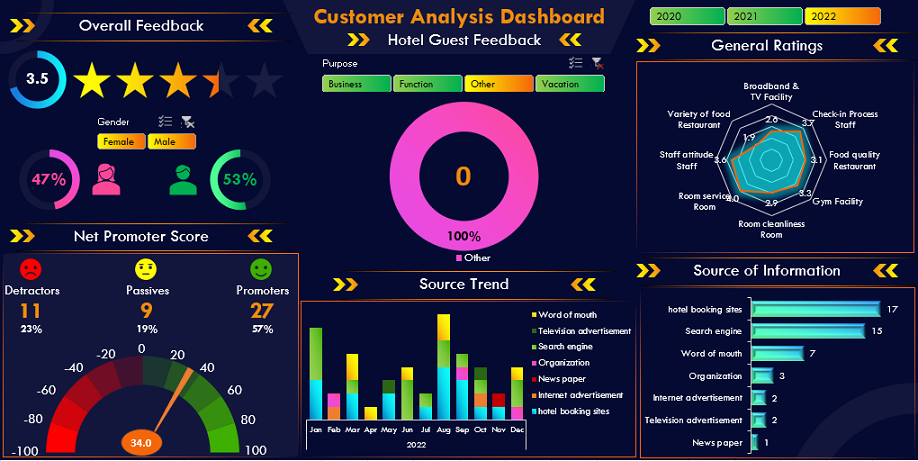 Customer Analysis Dashboard
Hotel Guest Feedback
2020
2021
2022
Overall Feedback
3.5
Gender
Female
Male
47%
53%
Purpose
Business
Function
Other
Vacation
0
100%
Other
General Ratings
Broadband &
TV Facility
2.6
Check-in Process
Staff
3.7
Food quality
Restaurant
3.1
Gym Facility
3.3
Room cleanliness
Room
2.9
Room service
Room
4.0
Staff attitude
Staff
3.6
Variety of food
Restaurant
1.9
Net Promoter Score
Detractors
11
23%
Passives
9
19%
Promoters
27
57%
-100
-80
-60
-40
-20
0
20
40
60
80
100
34.0
Source Trend
Word of mouth
Television advertisement
Search engine
Organization
News paper
Internet advertisement
hotel booking sites
Jan Feb Mar Apr May Jun Jul Aug Sep Oct Nov Dec
2022
Source of Information
hotel booking sites 17
Search engine 15
Word of mouth 7
Organization 3
Internet advertisement 2
Television advertisement 2
News paper 1